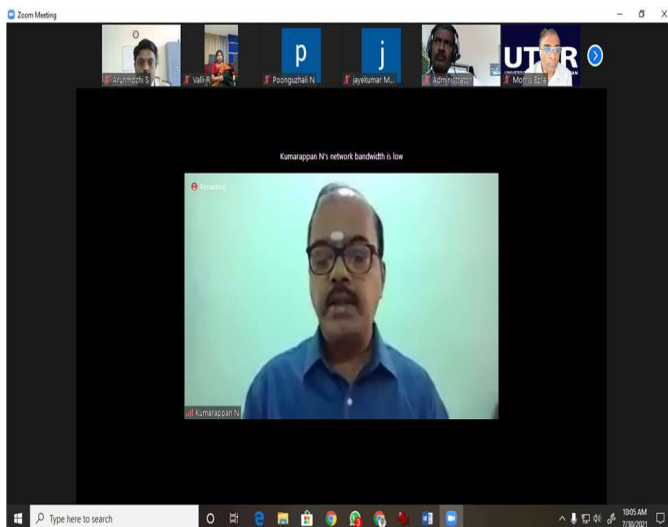 Zoom Meeting
p
j
UT R
Arunmozhi S
Valli R
Poonguzhali N
jayekumar M...
Administrator
Morris Ezra
Kumarappan N's network bandwidth is low
Recording
Kumarappan N
Type here to search
10:05 AM
7/30/2021